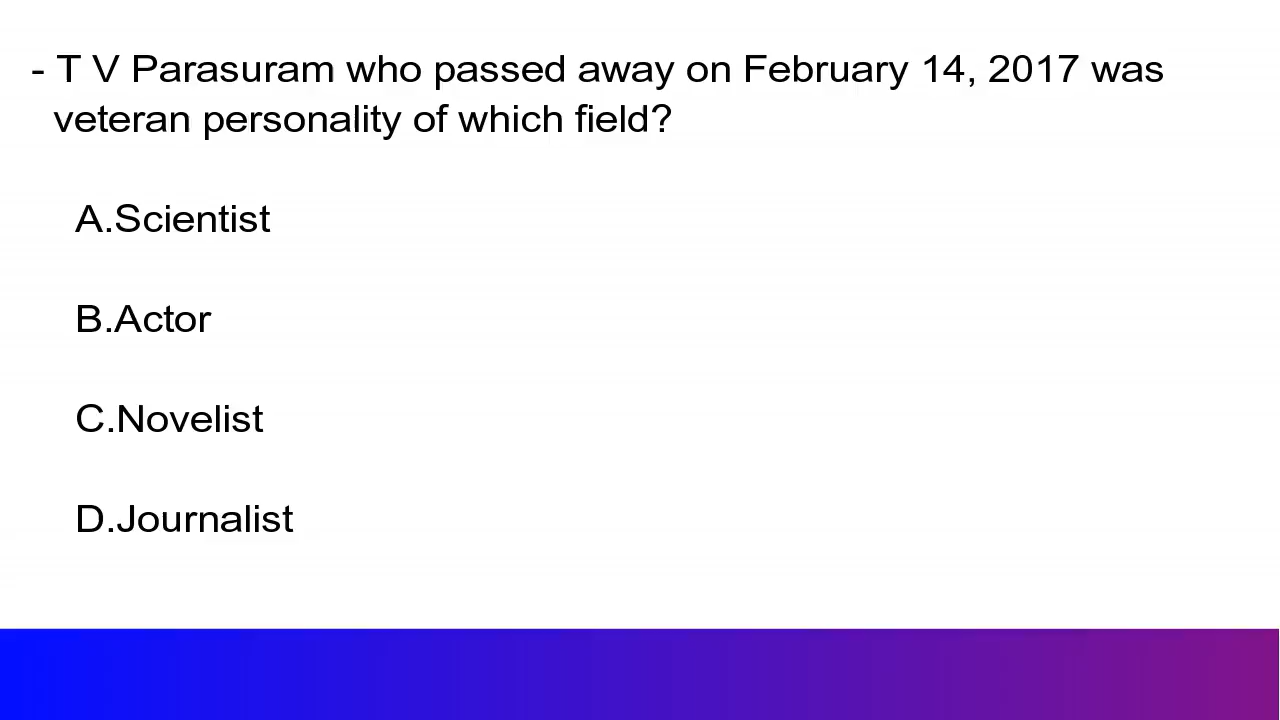 - T V Parasuram who passed away on February 14, 2017 was
veteran personality of which field?
A.Scientist
B.Actor
C.Novelist
D.Journalist